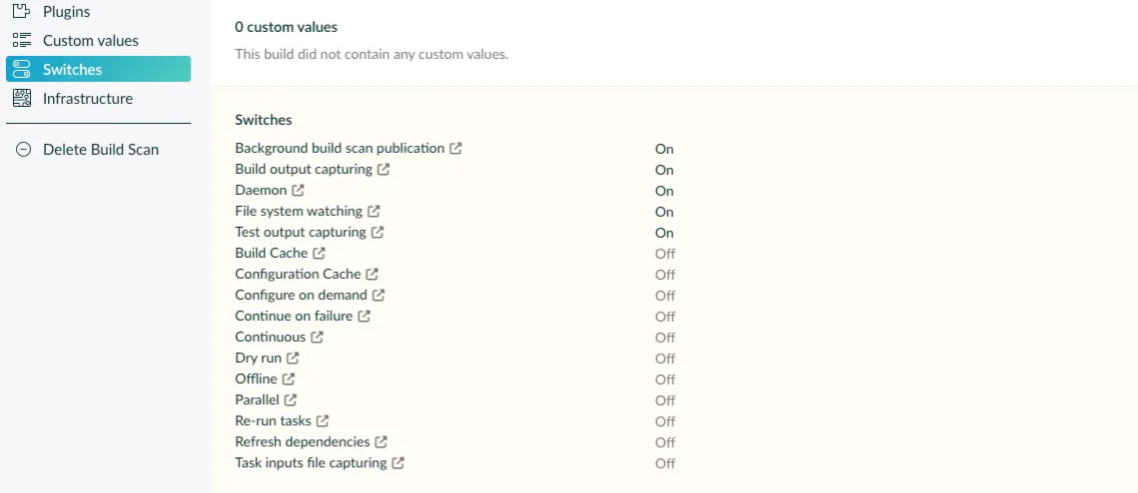 Plugins
Custom values
Switches
Infrastructure
Delete Build Scan
0 custom values
This build did not contain any custom values.
Switches
Background build scan publication On
Build output capturing On
Daemon On
File system watching On
Test output capturing On
Build Cache Off
Configuration Cache Off
Configure on demand Off
Continue on failure Off
Continuous Off
Dry run Off
Offline Off
Parallel Off
Re-run tasks Off
Refresh dependencies Off
Task inputs file capturing Off